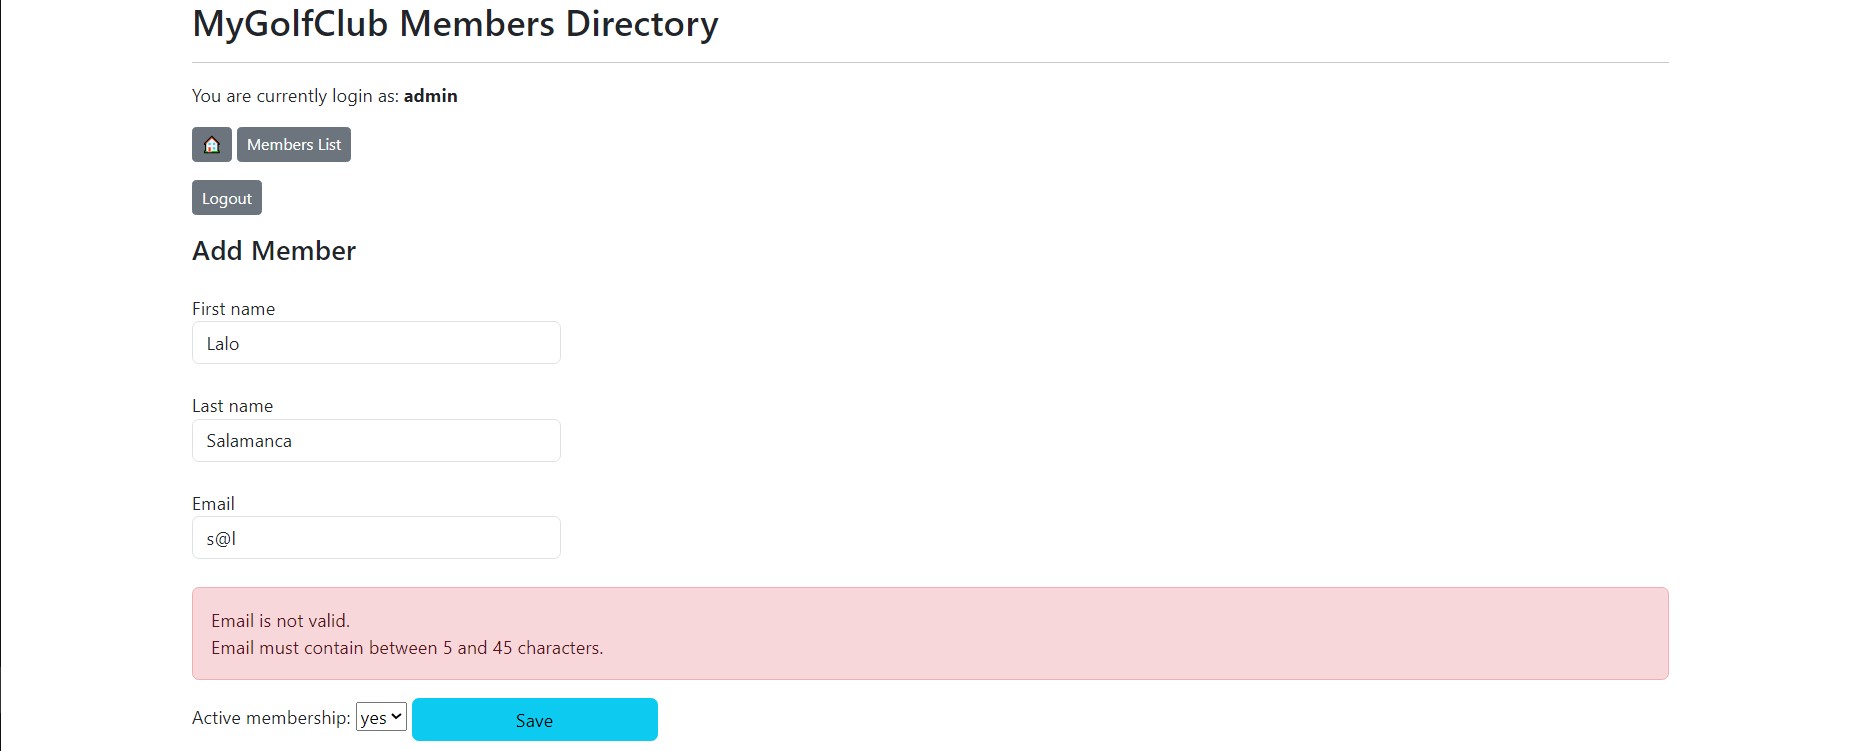 MyGolfClub Members Directory
You are currently login as: admin
Members List
Logout
Add Member
First name
Lalo
Last name
Salamanca
Email
s@l
Email is not valid.
Email must contain between 5 and 45 characters.
Active membership: yes Save